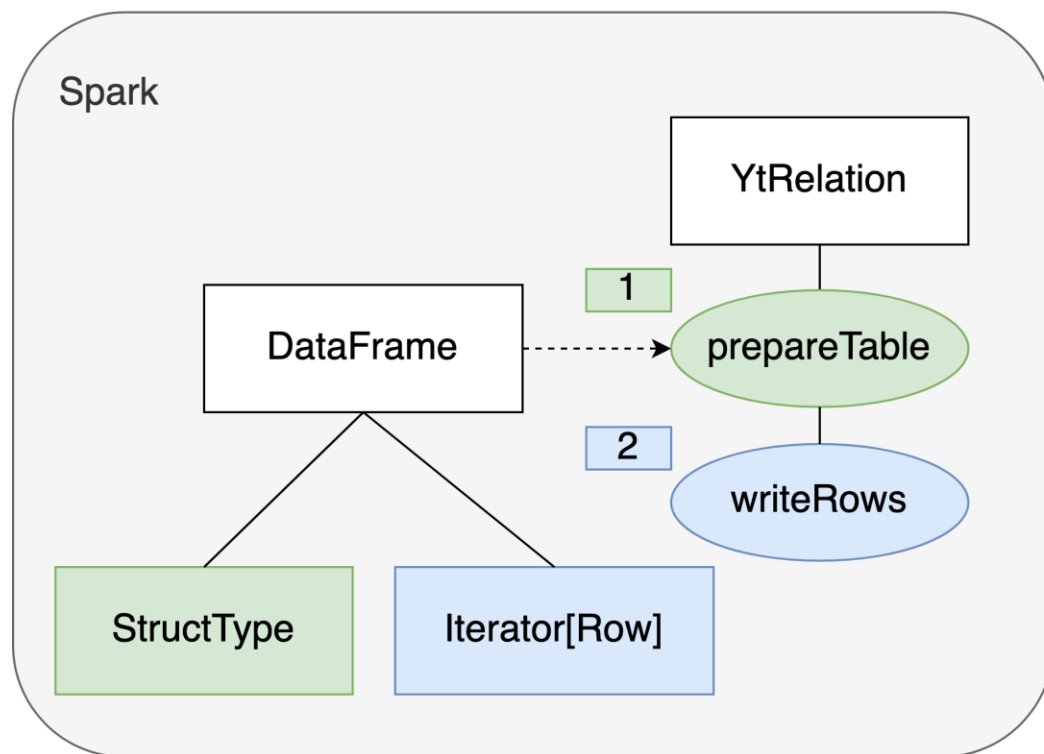 Spark
YtRelation
1
DataFrame
prepareTable
2
writeRows
StructType
Iterator[Row]